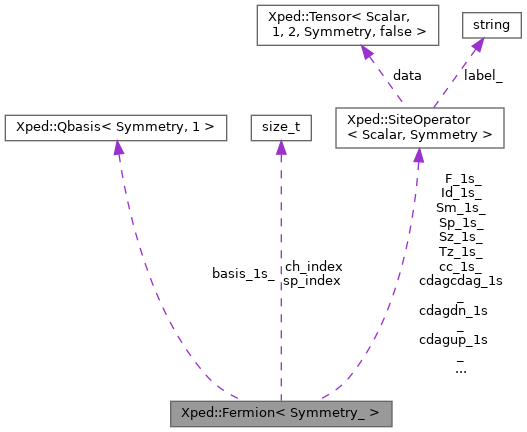 Xped::Tensor< Scalar,
1, 2, Symmetry, false >
string
data
label_
Xped::Qbasis< Symmetry, 1 >
size_t
Xped::SiteOperator
< Scalar, Symmetry >
basis_1s_
ch_index
sp_index
F_1s_
Id_1s_
Sm_1s_
Sp_1s_
Sz_1s_
Tz_1s_
cc_1s_
cdagcdag_1s
_
cdagdn_1s
_
cdagup_1s
_
...
Xped::Fermion< Symmetry_ >